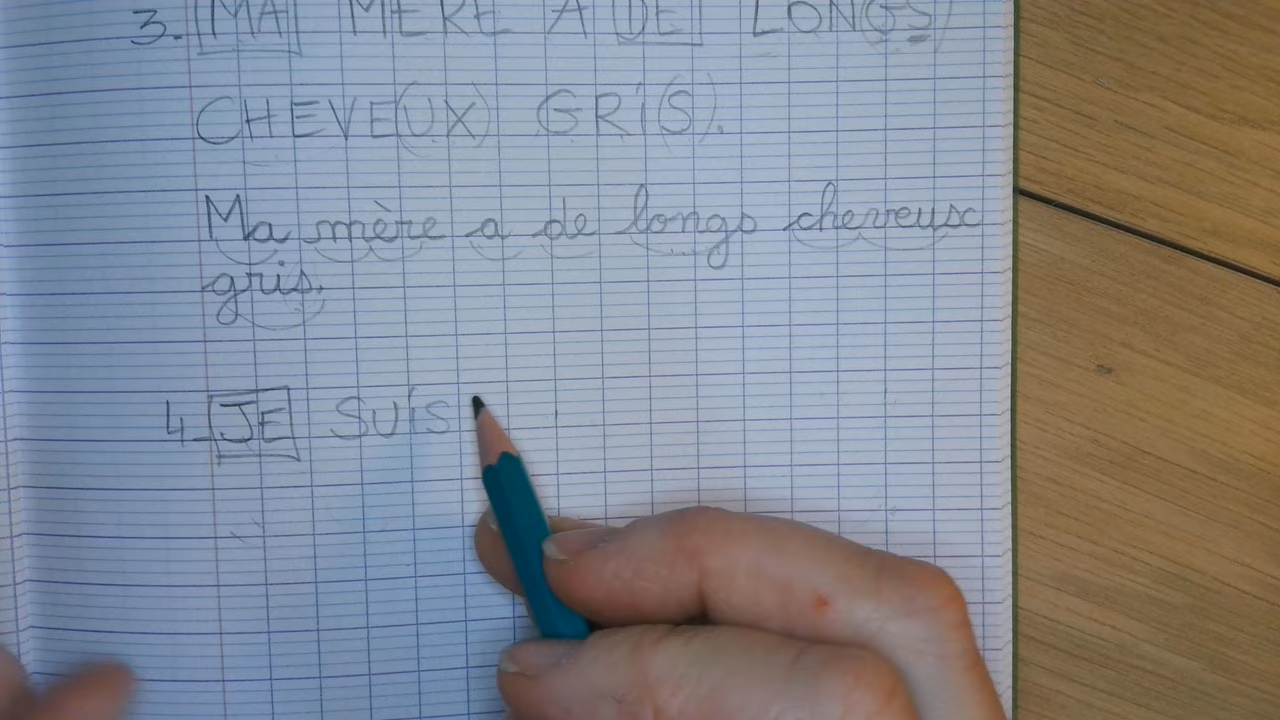 3. MA MÈRE A DE LONGS
CHEVEUX GRIS.
Ma mère a de longs cheveux
gris.
4. JE SUIS